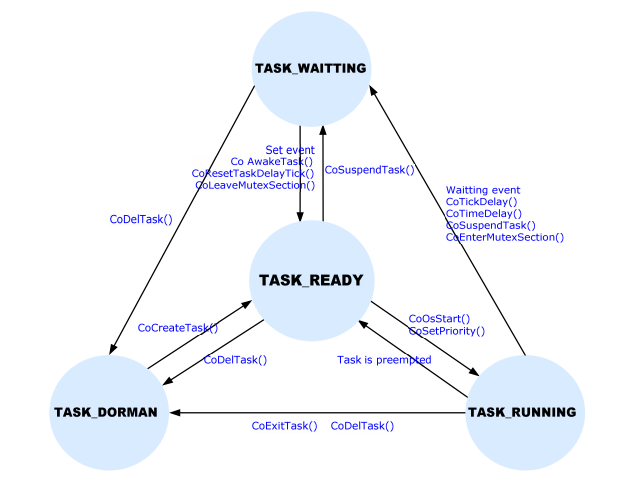 TASK_WAITTING
Set event
Co AwakeTask()
CoResetTaskDelayTick()
CoLeaveMutexSection()
CoSuspendTask()
Waitting event
CoTickDelay()
CoTimeDelay()
CoSuspendTask()
CoEnterMutexSection()
CoDelTask()
TASK_READY
CoCreateTask()
CoOsStart()
CoSetPriority()
CoDelTask()
Task is preempted
TASK_DORMAN
TASK_RUNNING
CoExitTask() CoDelTask()